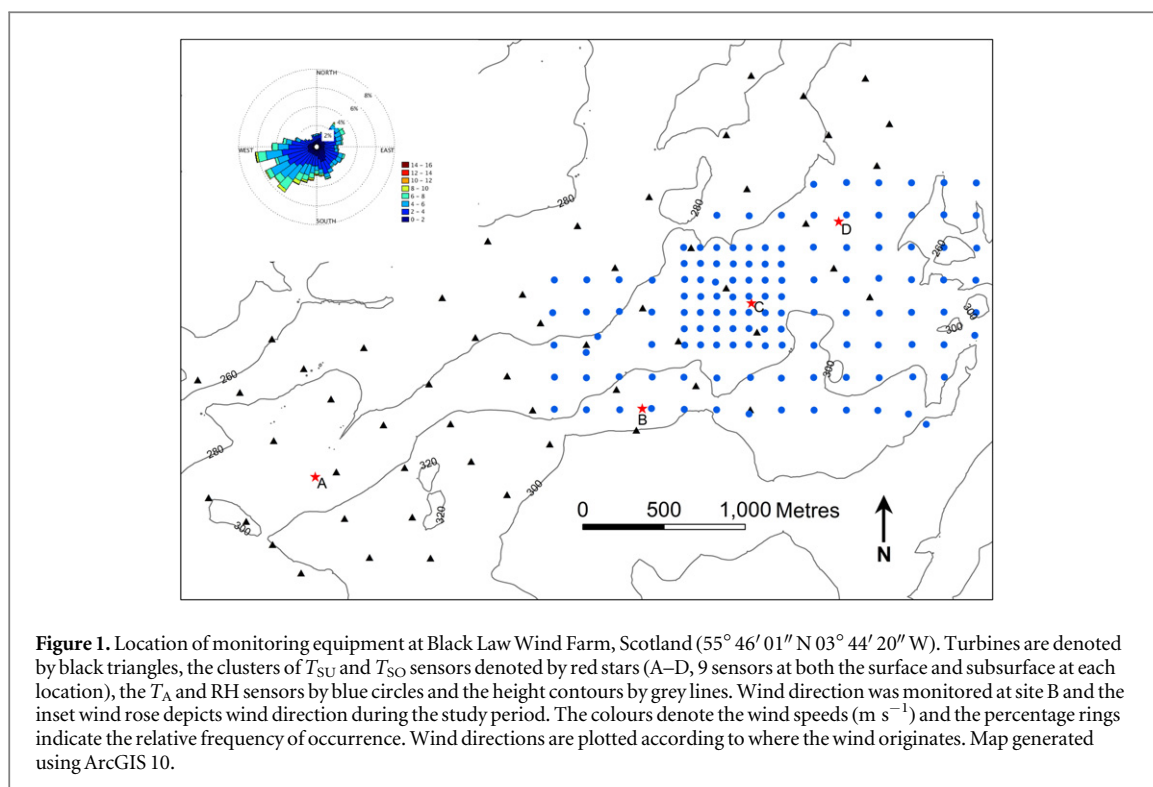 NORTH
8%
6%
4%
2%
WEST
EAST
SOUTH
14 - 16
12 - 14
10 - 12
8 - 10
6 - 8
4 - 6
2 - 4
0 - 2
280
280
D
260
C
300
300
300
260
B
280
A
320
320
300
300
0 500 1,000 Metres
N
Figure 1. Location of monitoring equipment at Black Law Wind Farm, Scotland (55° 46′ 01″ N 03° 44′ 20″ W). Turbines are denoted
by black triangles, the clusters of TSU and TSO sensors denoted by red stars (A–D, 9 sensors at both the surface and subsurface at each
location), the TA and RH sensors by blue circles and the height contours by grey lines. Wind direction was monitored at site B and the
inset wind rose depicts wind direction during the study period. The colours denote the wind speeds (m s−1) and the percentage rings
indicate the relative frequency of occurrence. Wind directions are plotted according to where the wind originates. Map generated
using ArcGIS 10.